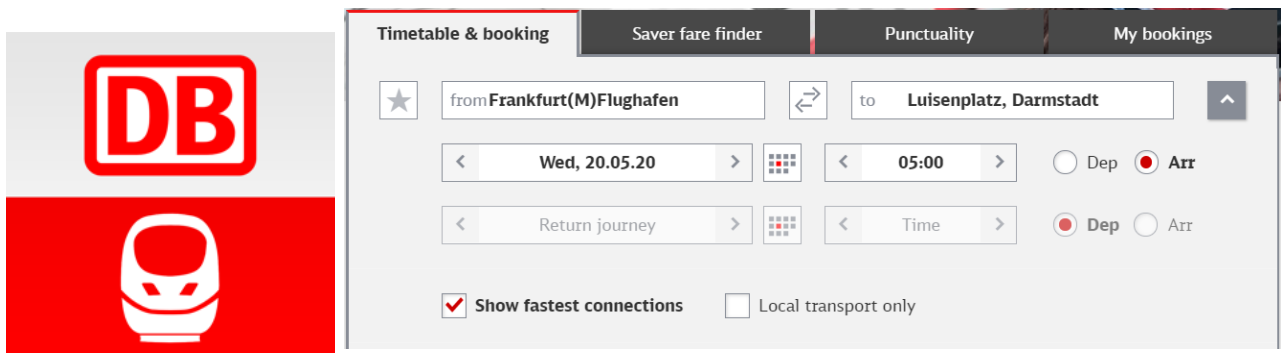 DB
Timetable & booking Saver fare finder Punctuality My bookings
from Frankfurt(M)Flughafen to Luisenplatz, Darmstadt
Wed, 20.05.20 05:00 Dep Arr
Return journey Time Dep Arr
Show fastest connections Local transport only